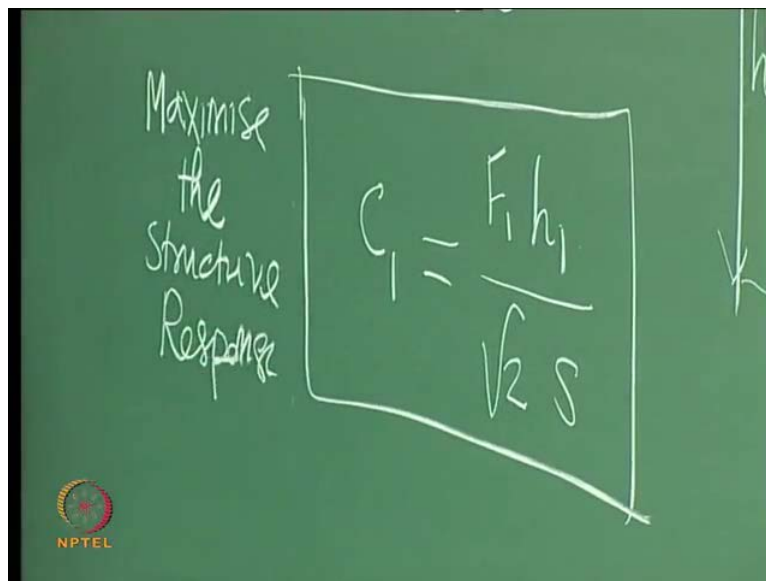 Maximise
the
Structure
Response
C₁ = F₁ h₁ / √2 S
h
NPTEL